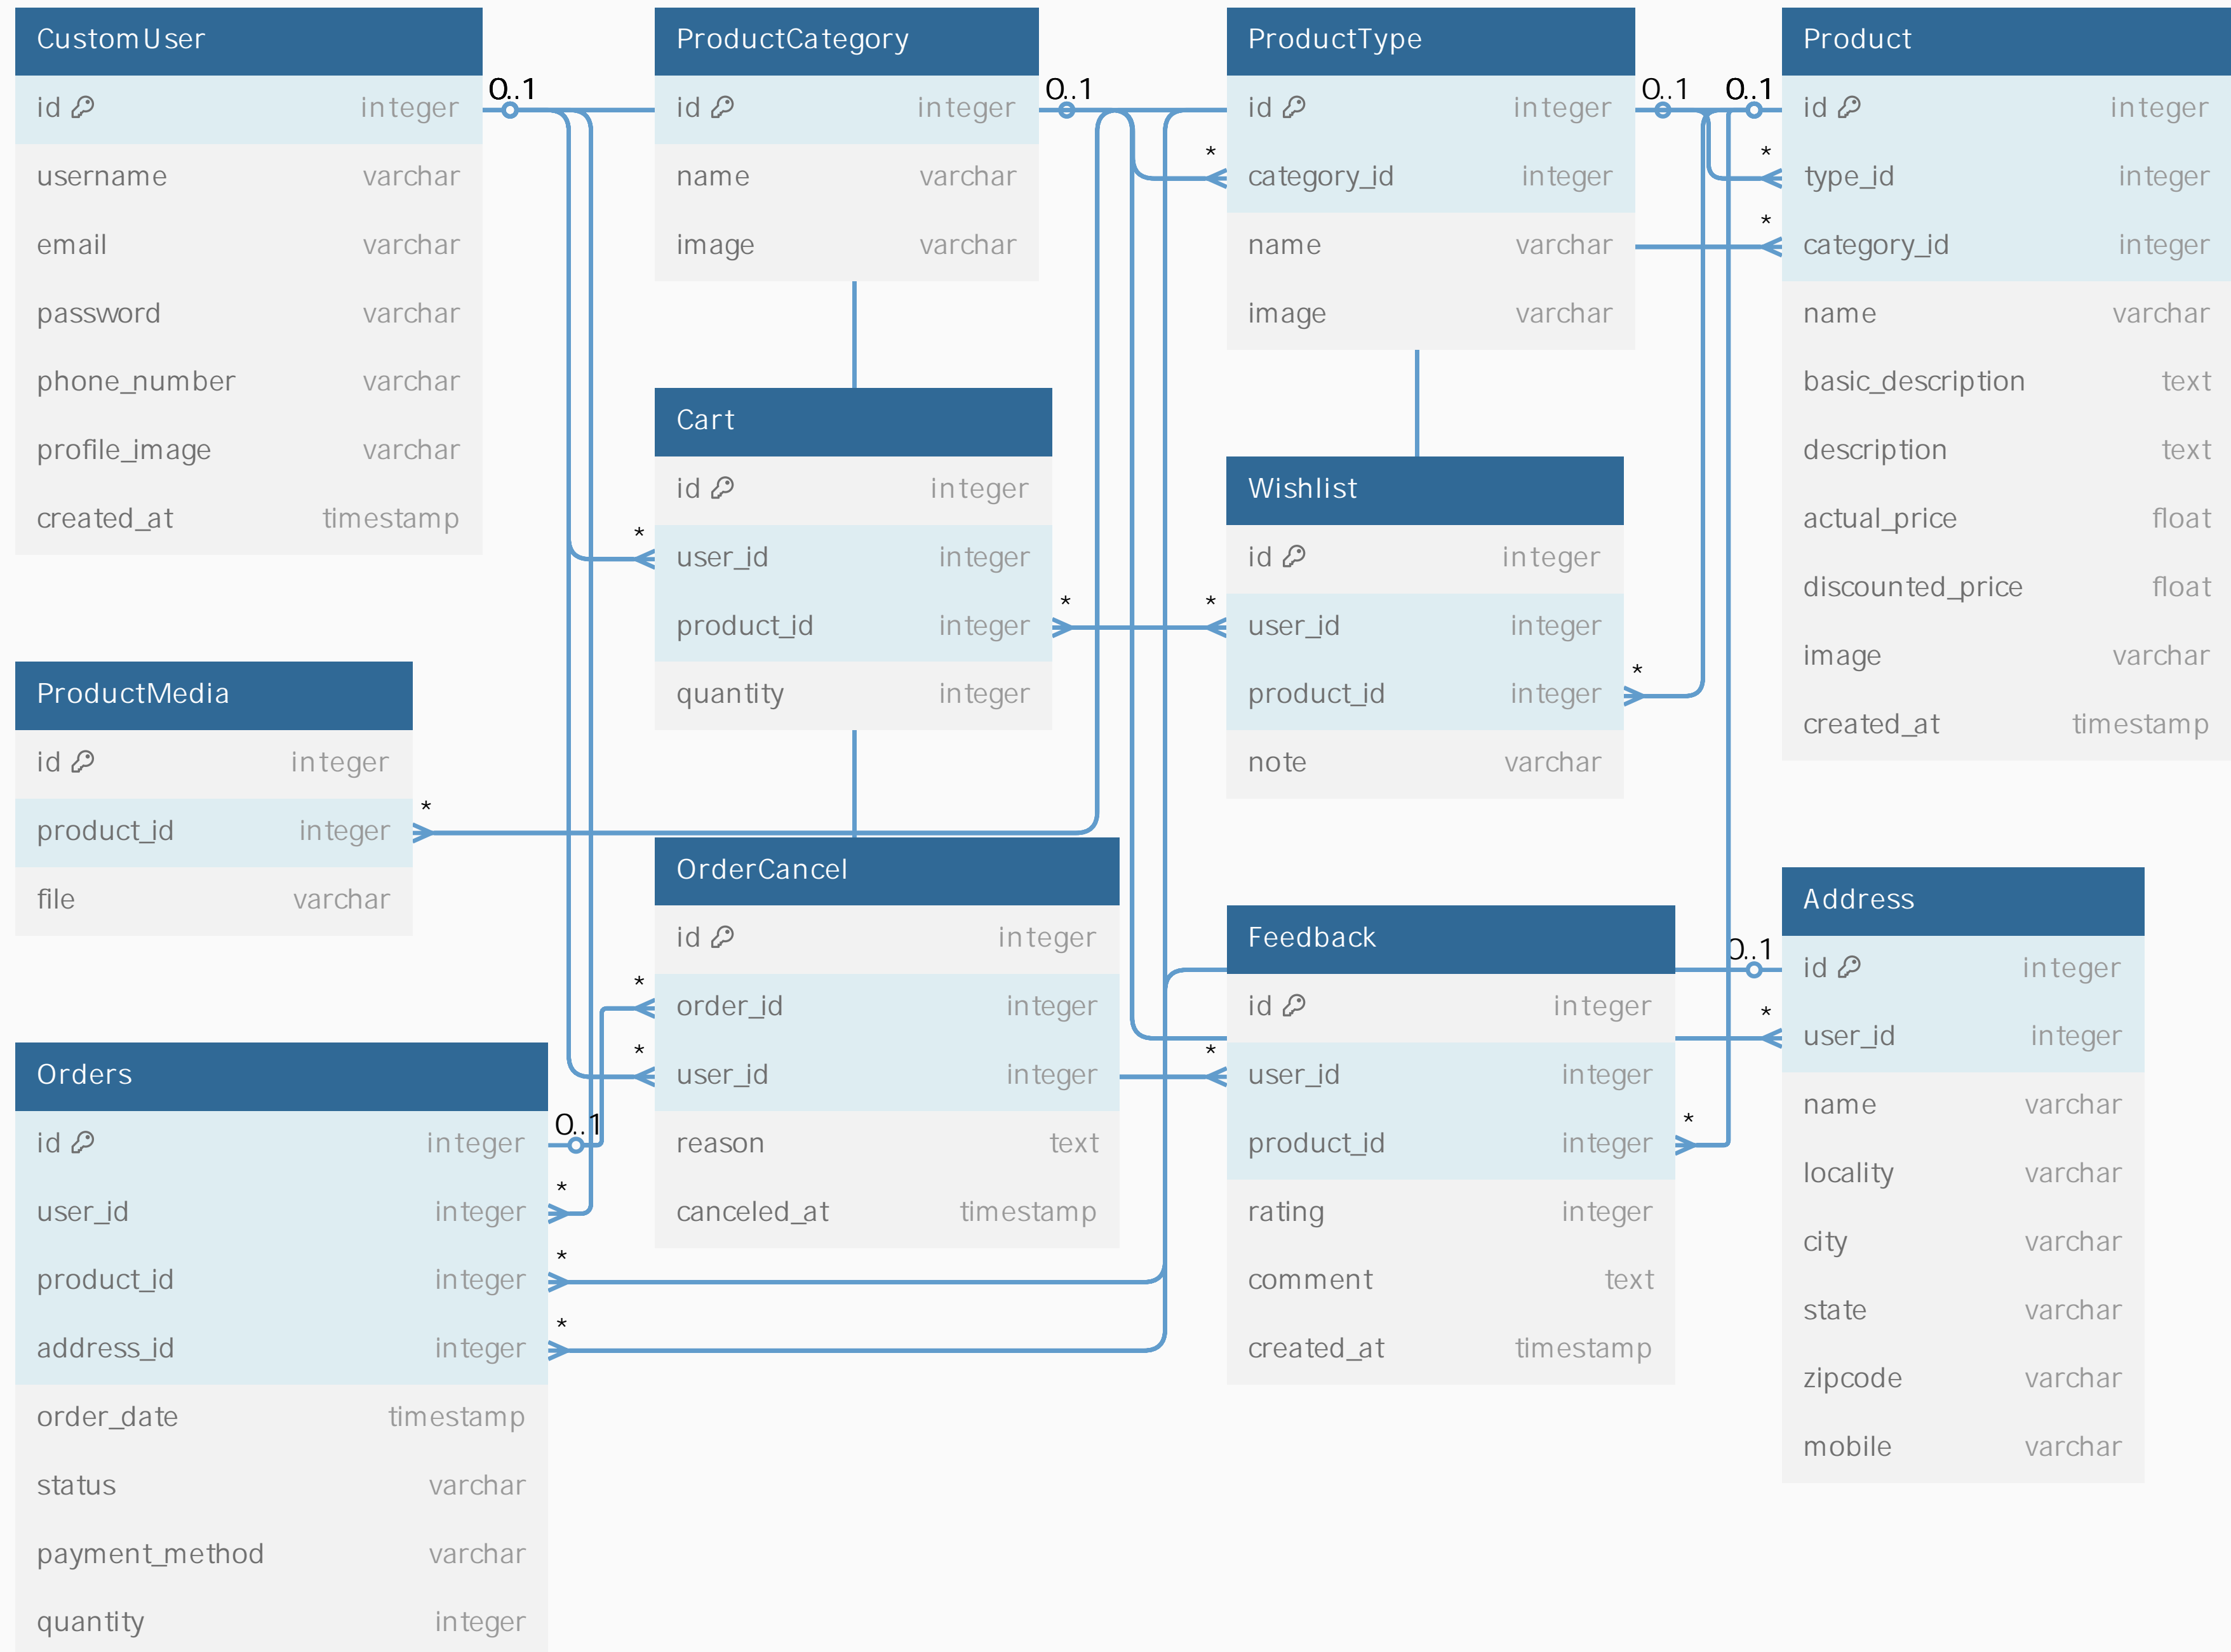 CustomUser
id integer
username varchar
email varchar
password varchar
phone_number varchar
profile_image varchar
created_at timestamp
0..1
ProductCategory
id integer
name varchar
image varchar
0..1
ProductType
id integer
* category_id integer
name varchar
image varchar
0..1
0..1
Product
id integer
* type_id integer
* category_id integer
name varchar
basic_description text
description text
actual_price float
discounted_price float
image varchar
created_at timestamp
Cart
id integer
* user_id integer
product_id integer *
quantity integer
Wishlist
id integer
* user_id integer
product_id integer *
note varchar
ProductMedia
id integer
product_id integer *
file varchar
OrderCancel
id integer
* order_id integer
* user_id integer
reason text
canceled_at timestamp
Feedback
id integer
* user_id integer
product_id integer *
rating integer
comment text
created_at timestamp
Address
0..1 id integer
* user_id integer
name varchar
locality varchar
city varchar
state varchar
zipcode varchar
mobile varchar
Orders
id integer 0..1
user_id integer *
product_id integer *
address_id integer *
order_date timestamp
status varchar
payment_method varchar
quantity integer